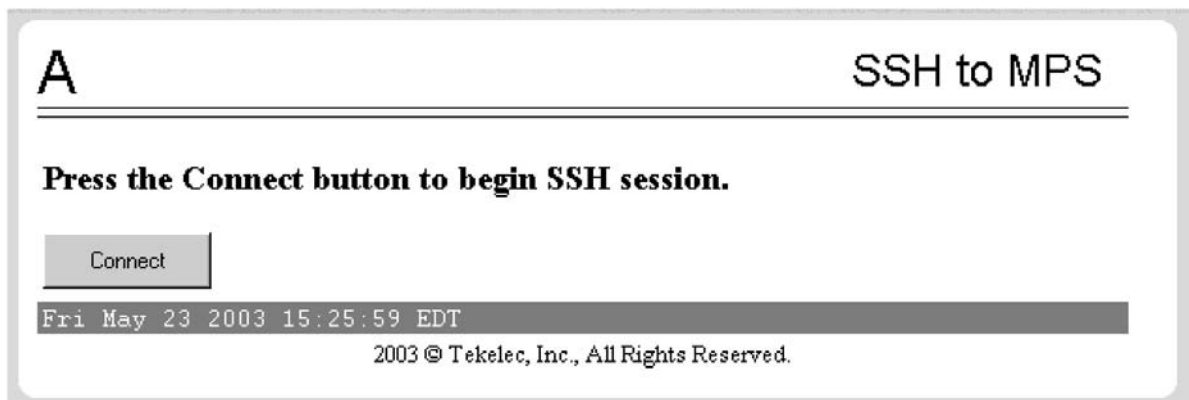 A SSH to MPS
Press the Connect button to begin SSH session.
Connect
Fri May 23 2003 15:25:59 EDT
2003 © Tekelec, Inc., All Rights Reserved.